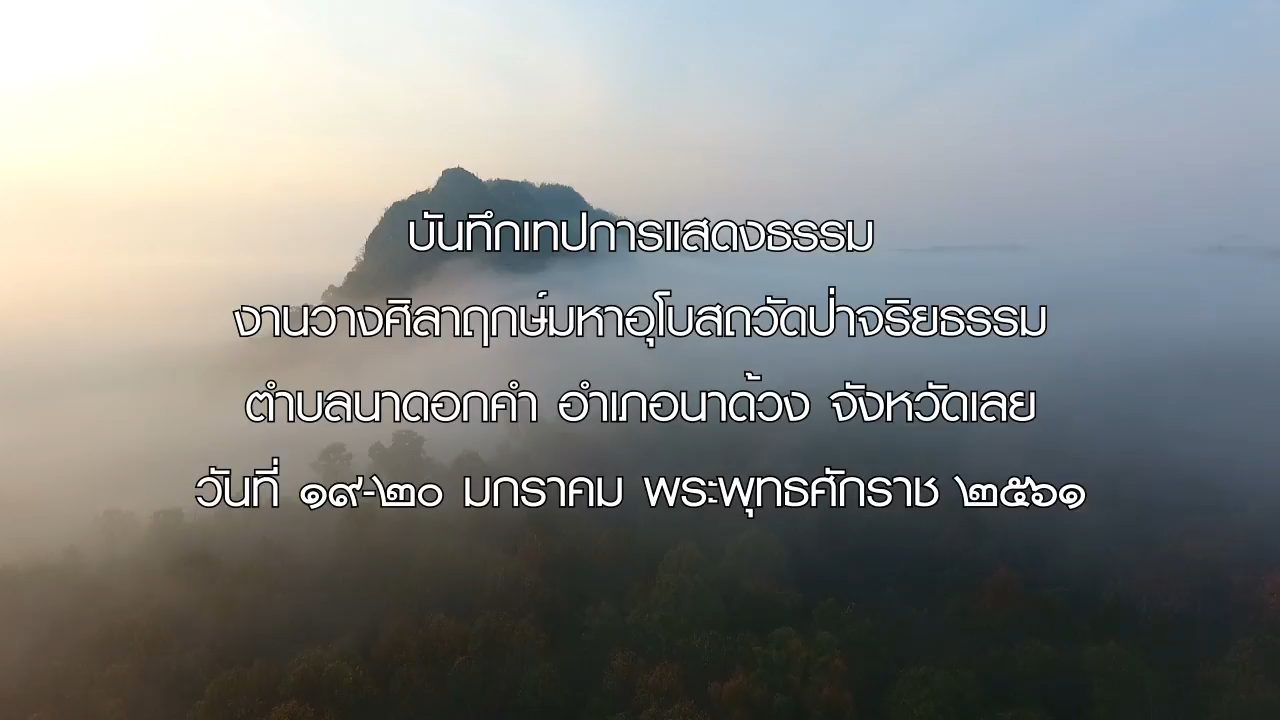 บันทึกเทปการแสดงธรรม
งานวางศิลาฤกษ์มหาอุโบสถวัดป่าจริยธรรม
ตำบลนาดอกคำ อำเภอนาด้วง จังหวัดเลย
วันที่ ๑๙-๒๐ มกราคม พระพุทธศักราช ๒๕๖๑